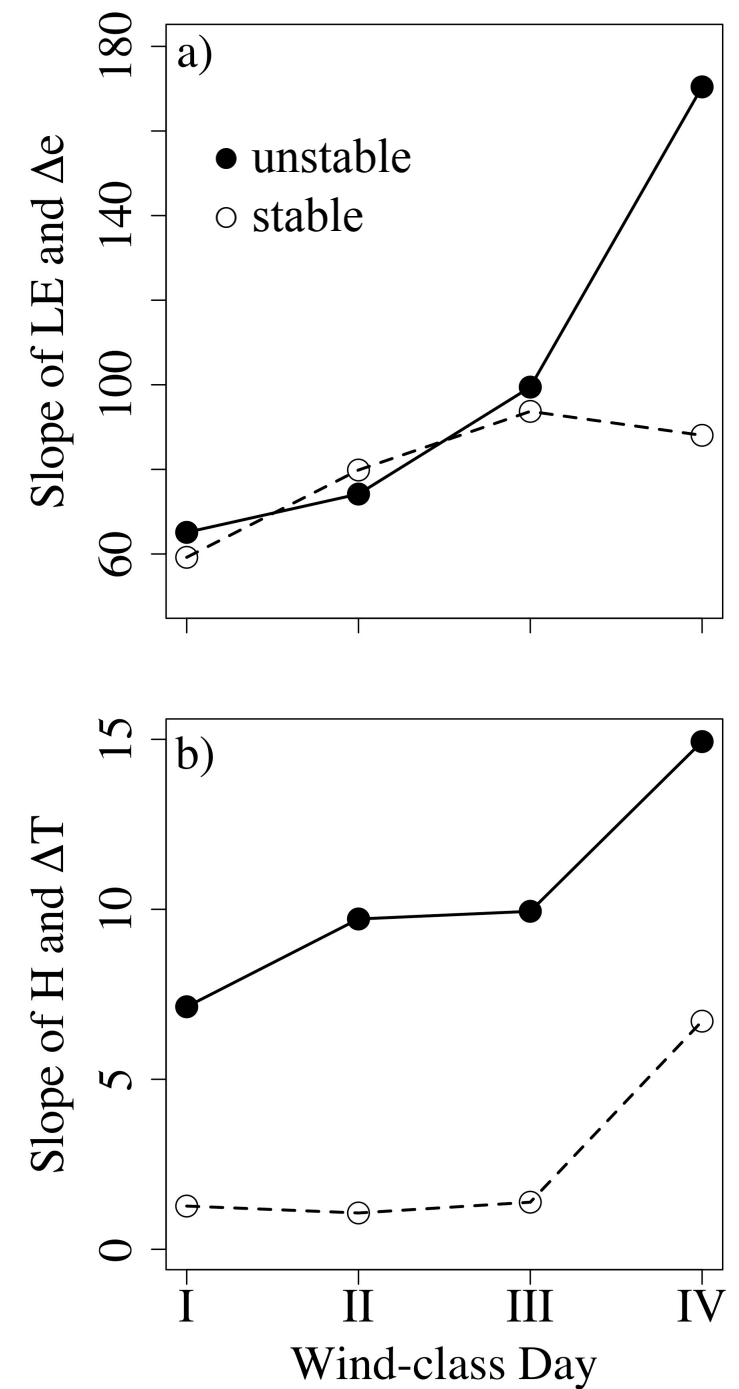 a)
unstable
stable
180
140
100
60
Slope of LE and Δe
b)
15
10
5
0
Slope of H and ΔT
I II III IV
Wind-class Day